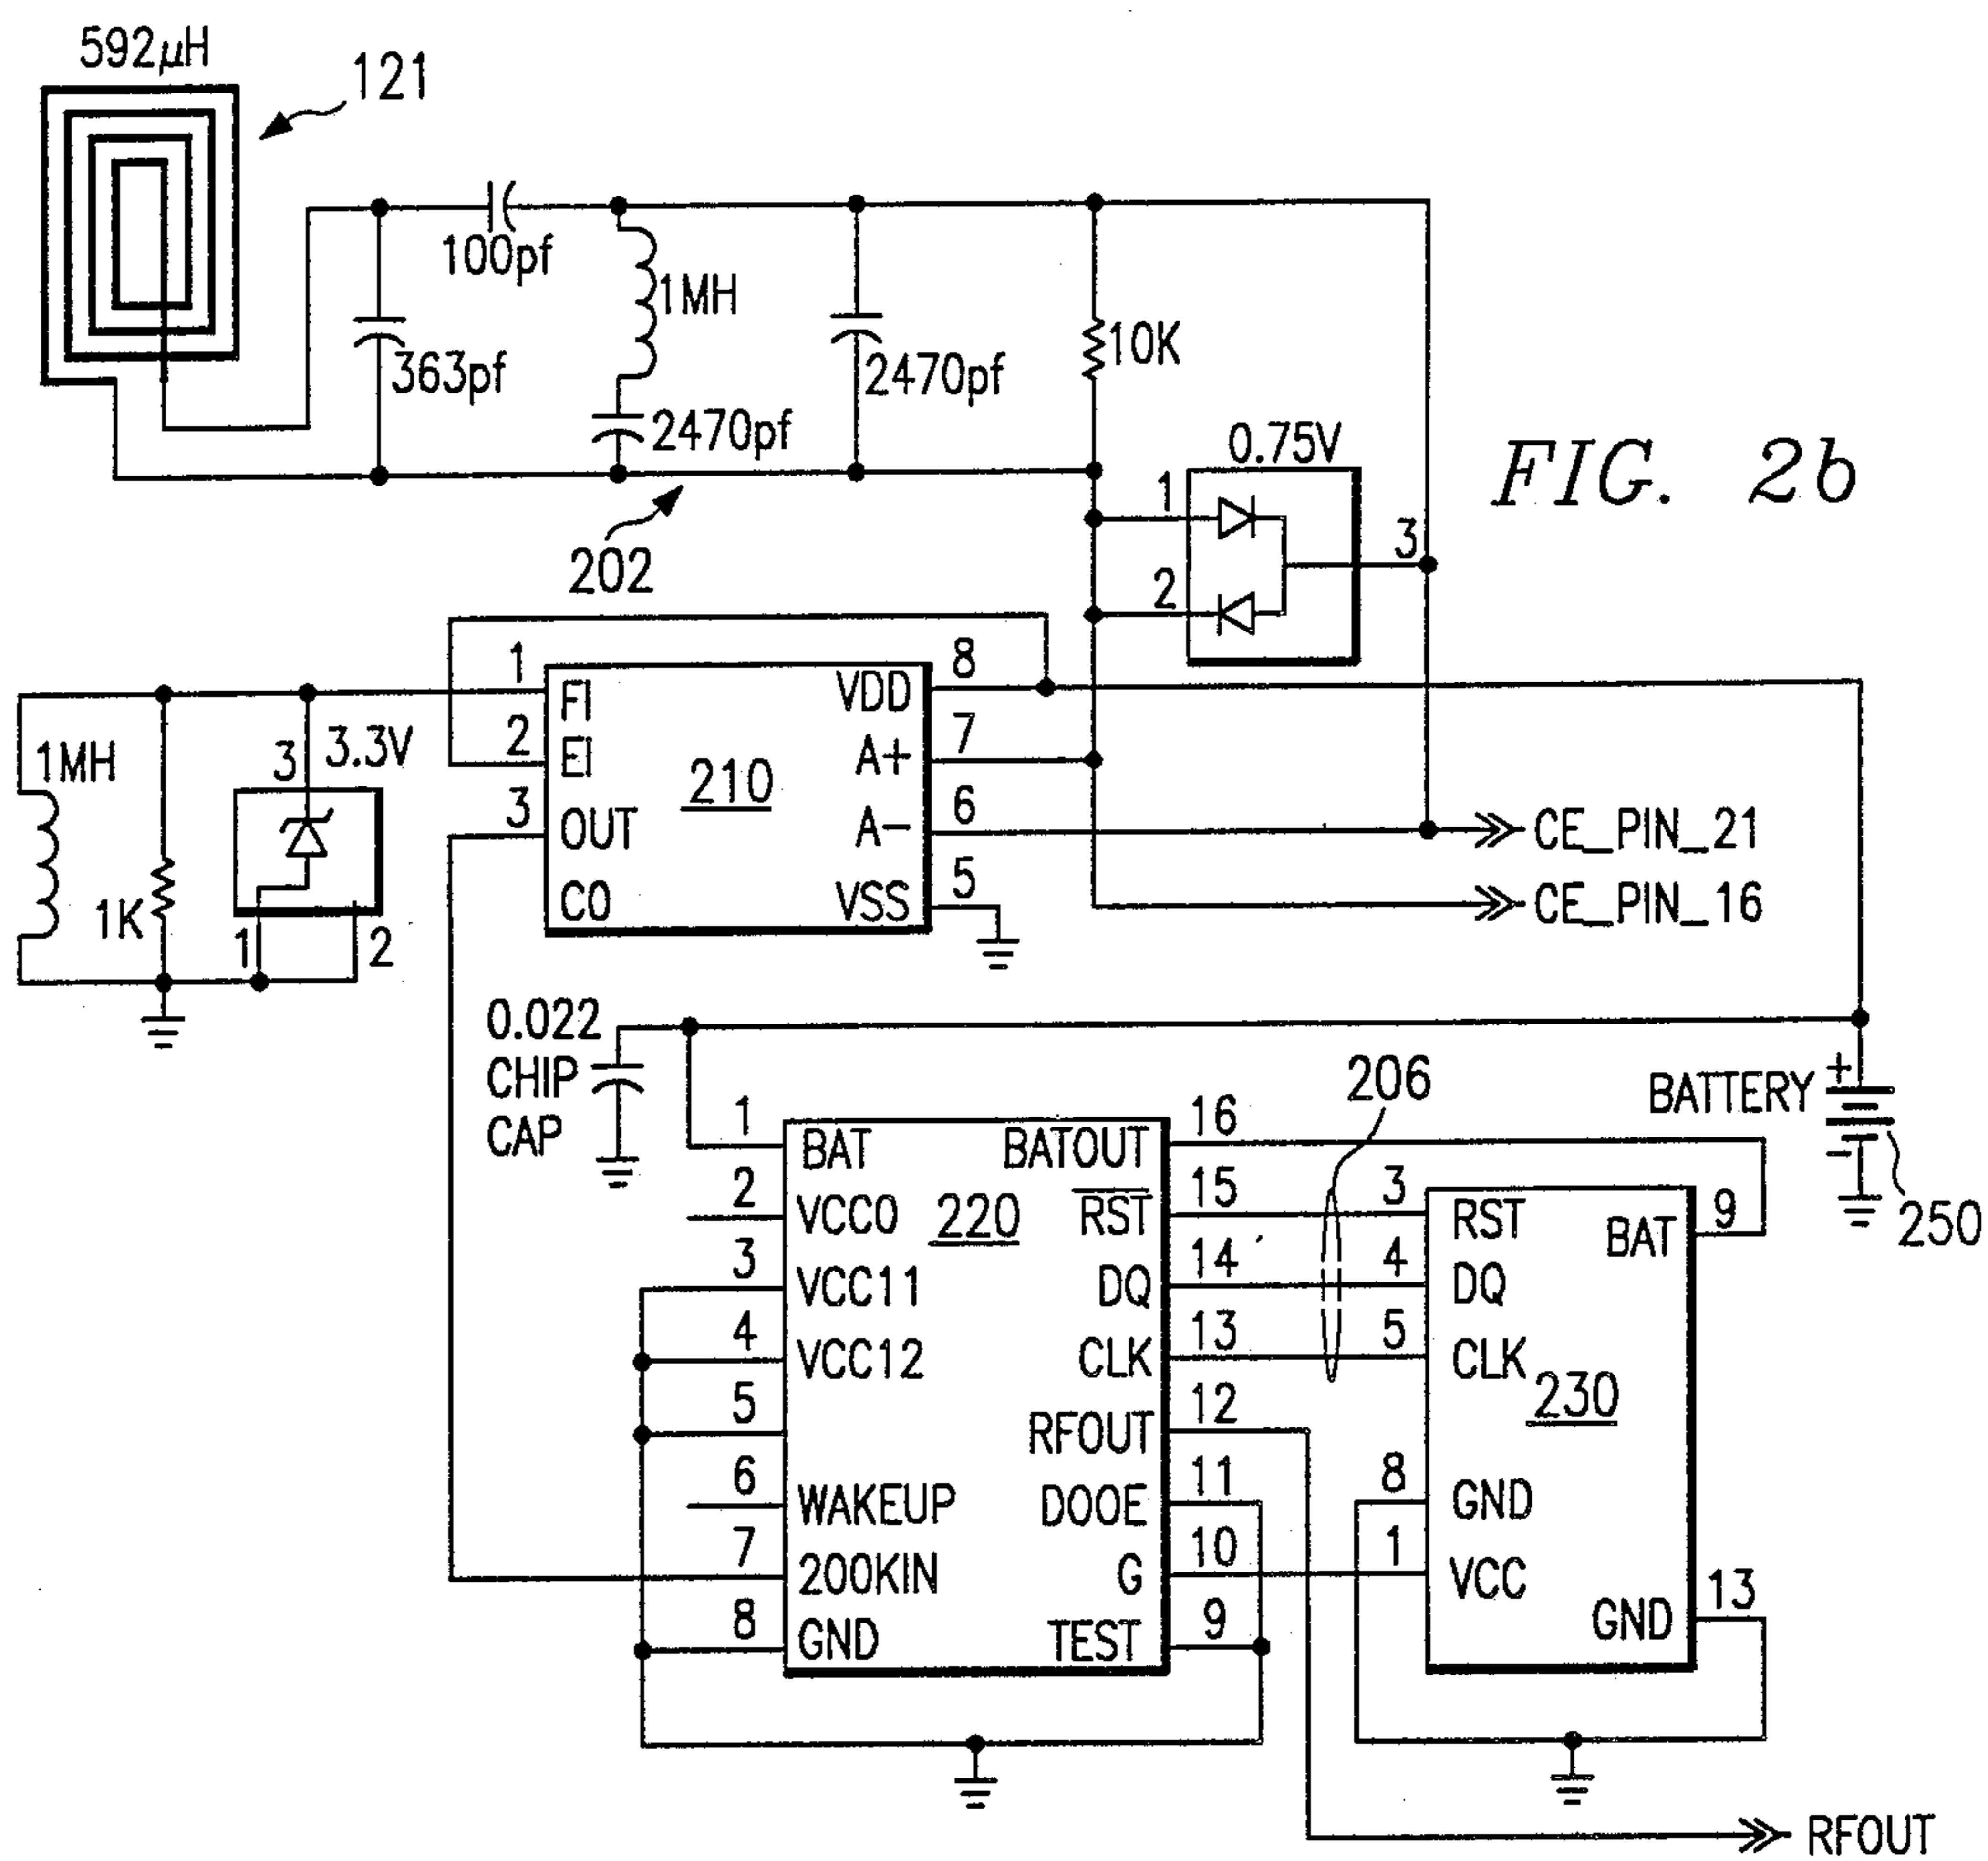 592µH
121
100pf
1MH
363pf
2470pf
2470pf
10K
0.75V
FIG. 2b
1
2
3
202
1
2
3
FI
EI
OUT
CO
210
VDD
A+
A-
VSS
8
7
6
5
1MH
1K
3
3.3V
1
2
CE_PIN_21
CE_PIN_16
0.022
CHIP
CAP
206
BATTERY
+
-
250
1
2
3
4
5
6
7
8
BAT
VCC0
VCC11
VCC12
WAKEUP
200KIN
GND
220
BATOUT
RST
DQ
CLK
RFOUT
DOOE
G
TEST
16
15
14
13
12
11
10
9
3
4
5
8
1
RST
DQ
CLK
GND
VCC
230
BAT
GND
9
13
RFOUT